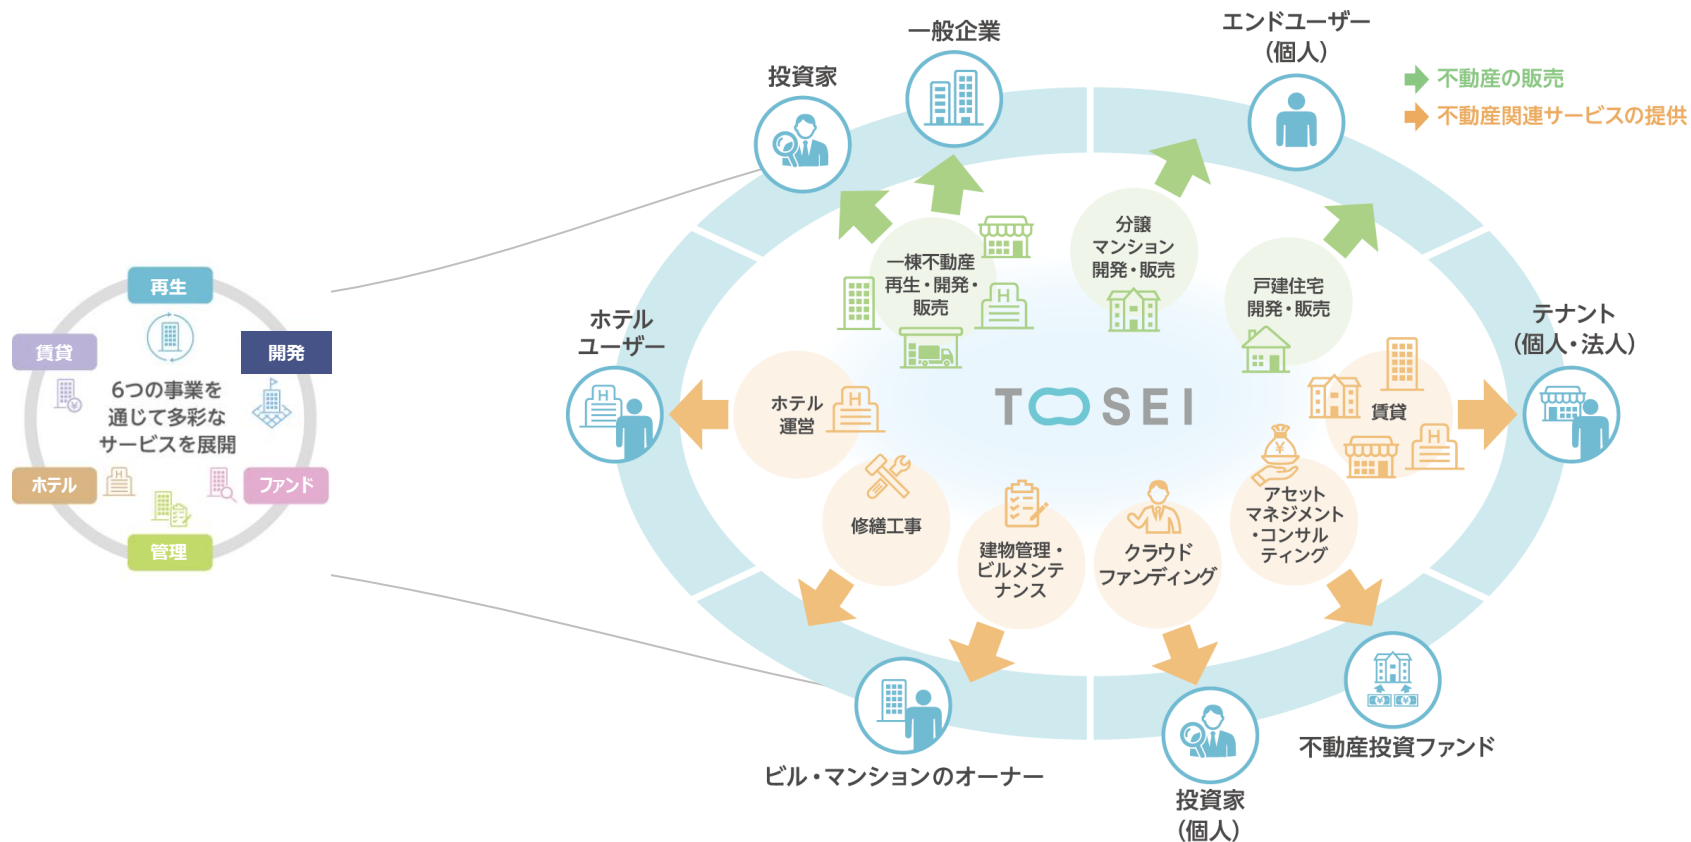 再生
賃貸
開発
6つの事業を
通じて多彩な
サービスを展開
ホテル
H
ファンド
¥
管理
投資家
一般企業
エンドユーザー
(個人)
不動産の販売
不動産関連サービスの提供
一棟不動産
再生・開発・
販売
H
分譲
マンション
開発・販売
戸建住宅
開発・販売
ホテル
ユーザー
H
テナント
(個人・法人)
ホテル
運営
H
TOSEI
賃貸
H
修繕工事
建物管理・
ビルメンテ
ナンス
クラウド
ファンディング
¥
アセット
マネジメント
・コンサル
ティング
¥ ¥
不動産投資ファンド
ビル・マンションのオーナー
投資家
(個人)